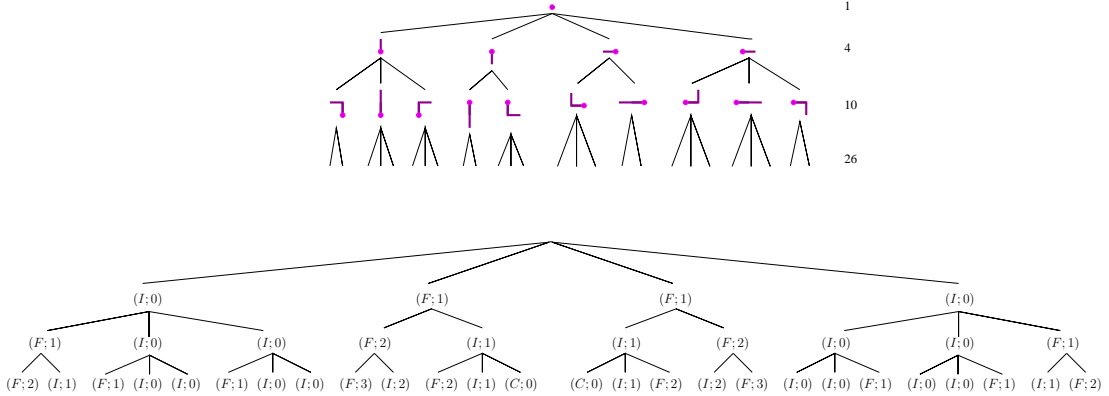 1
4
10
26
(I;0) (F;1) (F;1) (I;0)
(F;1) (I;0) (I;0) (F;2) (I;1) (I;1) (F;2) (I;0) (I;0) (F;1)
(F;2) (I;1) (F;1) (I;0) (I;0) (F;1) (I;0) (I;0) (F;3) (I;2) (F;2) (I;1) (C;0) (C;0) (I;1) (F;2) (I;2) (F;3) (I;0) (I;0) (F;1) (I;0) (I;0) (F;1) (I;1) (F;2)